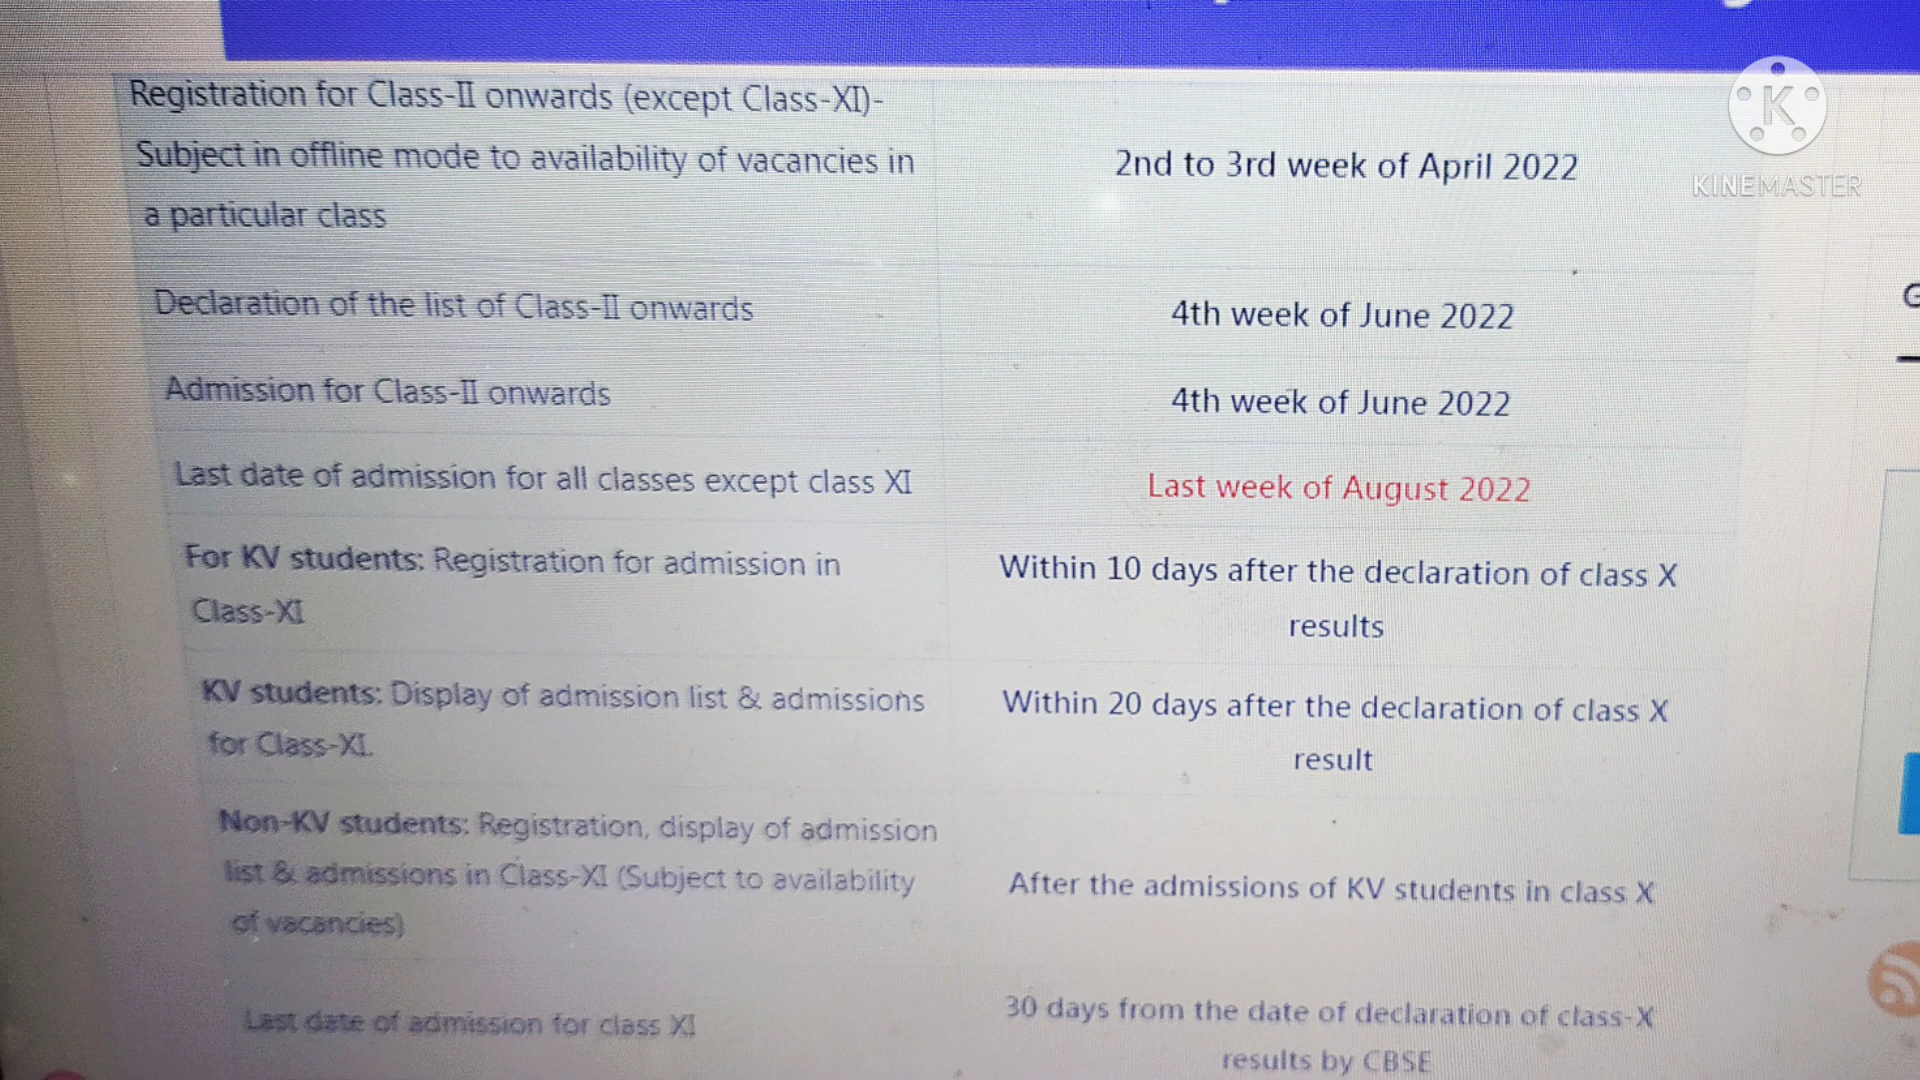 Registration for Class-II onwards (except Class-XI)-
Subject in offline mode to availability of vacancies in
a particular class
2nd to 3rd week of April 2022
KINEMASTER
Declaration of the list of Class-II onwards
4th week of June 2022
Admission for Class-II onwards
4th week of June 2022
Last date of admission for all classes except class XI
Last week of August 2022
For KV students: Registration for admission in
Class-XI
Within 10 days after the declaration of class X
results
KV students: Display of admission list & admissions
for Class-XI.
Within 20 days after the declaration of class X
result
Non-KV students: Registration, display of admission
list & admissions in Class-XI (Subject to availability
of vacancies)
After the admissions of KV students in class X
Last date of admission for class XI
30 days from the date of declaration of class-X
results by CBSE